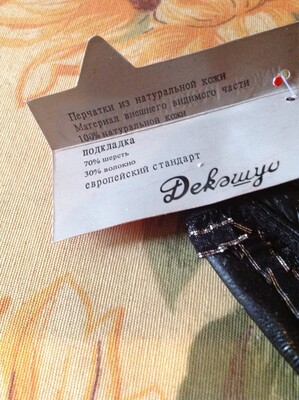 Перчатки из натуральной кожи
Материал внешнего видимого части
100% натуральной кожи
подкладка
70% шерсть
30% волокно
европейский стандарт
Декэшуо